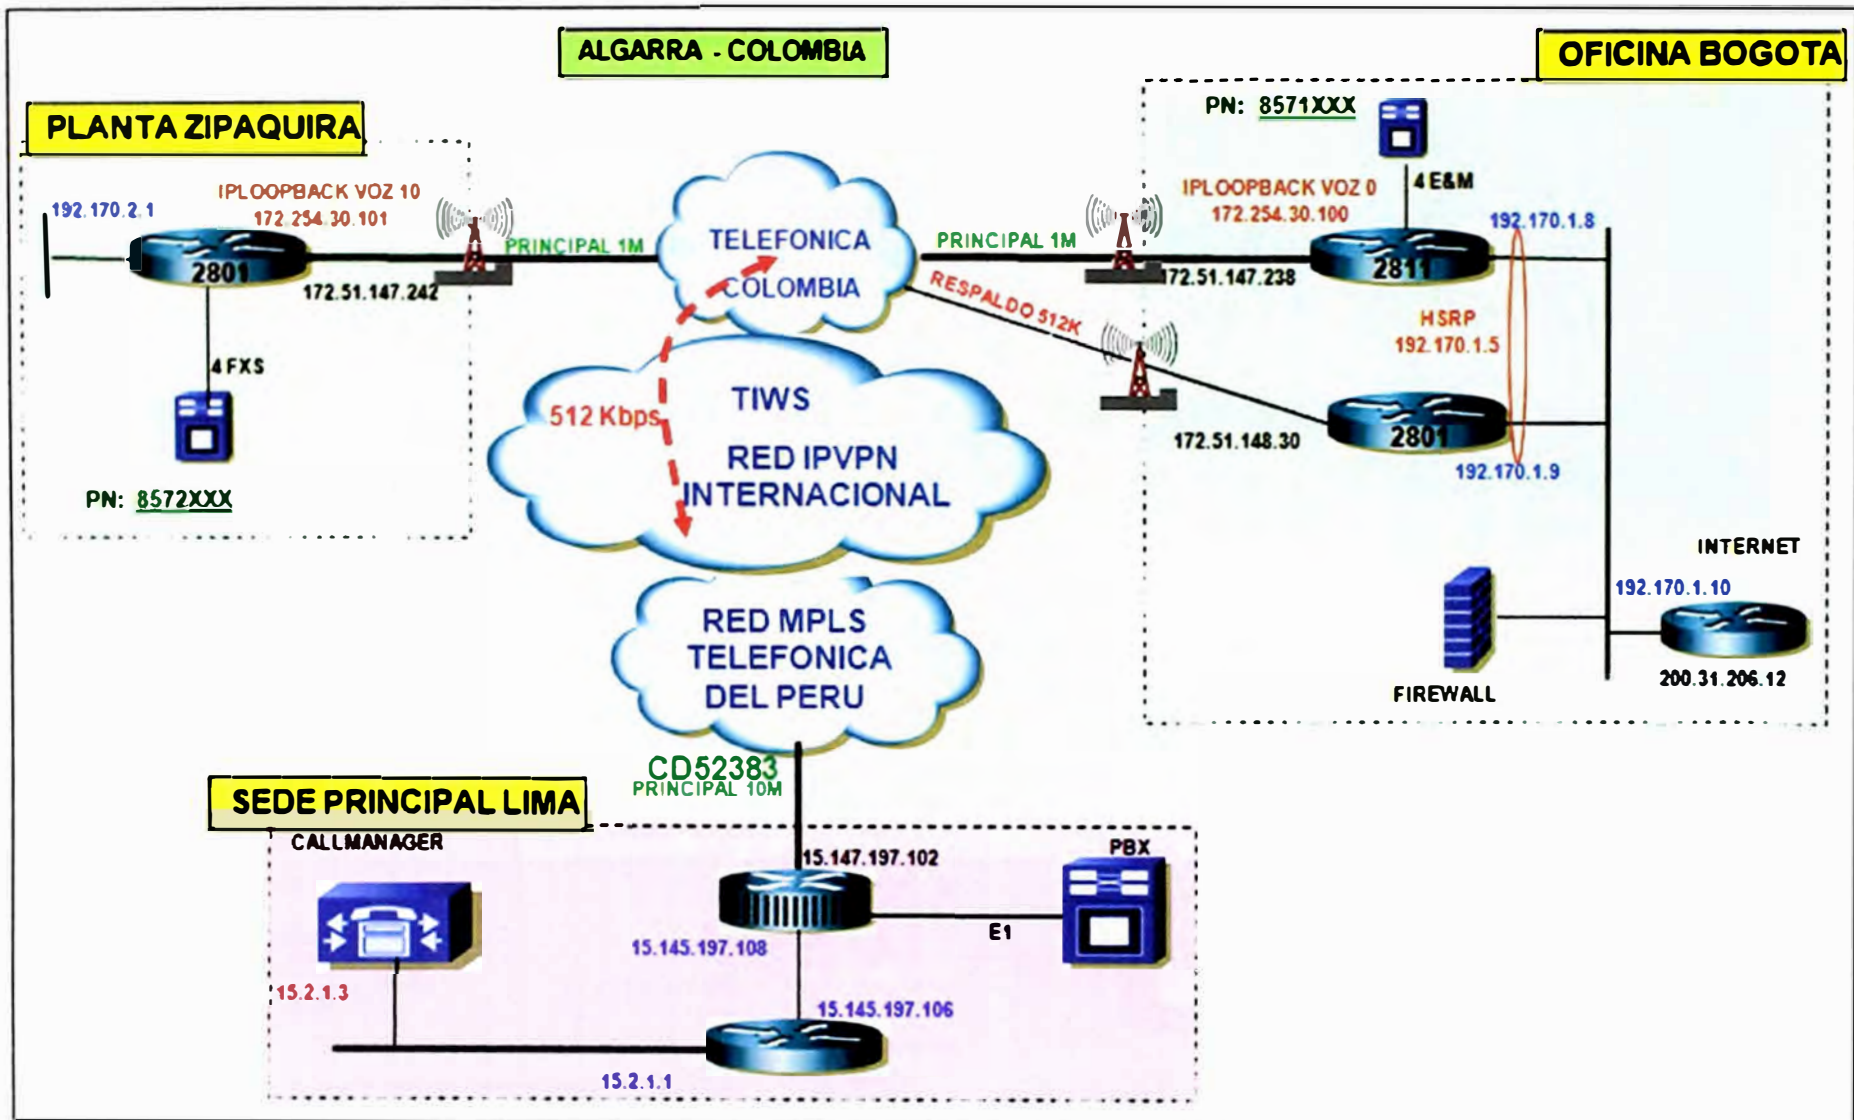 ALGARRA - COLOMBIA
OFICINA BOGOTA
PLANTA ZIPAQUIRA
PN: 8571XXX
192.170.2.1
IPLOOPBACK VOZ 10
172.254.30.101
2801
172.51.147.242
PRINCIPAL 1M
4 FXS
PN: 8572XXX
TELEFONICA
COLOMBIA
PRINCIPAL 1M
RESPALDO 512K
IPLOOPBACK VOZ 0
172.254.30.100
4 E&M
192.170.1.8
2811
172.51.147.238
HSRP
192.170.1.5
2801
172.51.148.30
192.170.1.9
INTERNET
192.170.1.10
200.31.206.12
FIREWALL
512 Kbps
TIWS
RED IPVPN
INTERNACIONAL
RED MPLS
TELEFONICA
DEL PERU
CD52383
PRINCIPAL 10M
SEDE PRINCIPAL LIMA
CALLMANAGER
15.147.197.102
PBX
E1
15.145.197.108
15.2.1.3
15.145.197.106
15.2.1.1